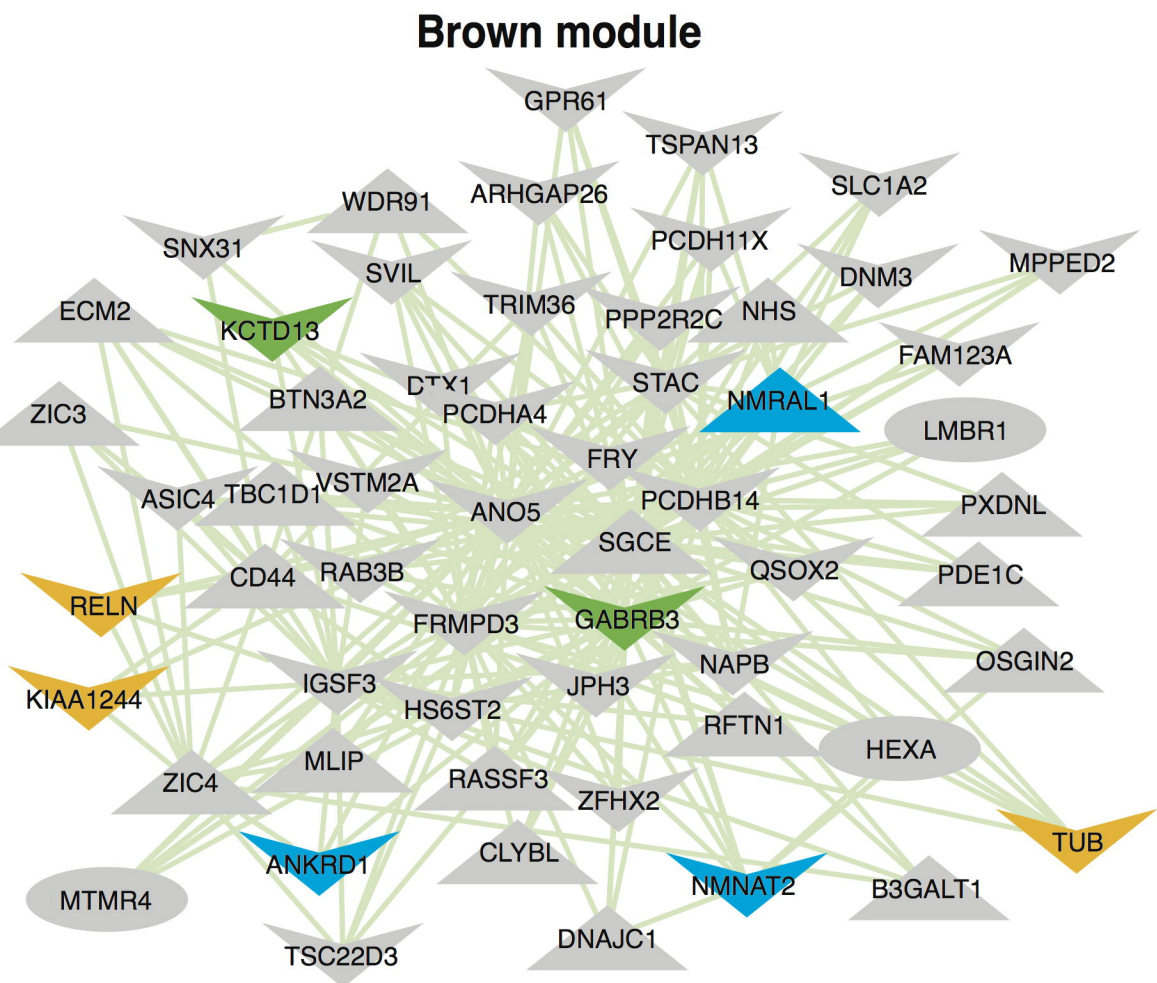 Brown module
GPR61
TSPAN13
SLC1A2
ARHGAP26
WDR91
PCDH11X
SNX31
MPPED2
SVIL
DNM3
TRIM36
ECM2
NHS
PPP2R2C
KCTD13
FAM123A
STAC
DTX1
BTN3A2
NMRAL1
PCDHA4
ZIC3
LMBR1
FRY
VSTM2A
TBC1D1
ASIC4
PCDHB14
PXDNL
ANO5
SGCE
QSOX2
RAB3B
PDE1C
CD44
RELN
GABRB3
FRMPD3
OSGIN2
NAPB
IGSF3
JPH3
KIAA1244
HS6ST2
RFTN1
HEXA
MLIP
RASSF3
ZIC4
ZFHX2
TUB
CLYBL
ANKRD1
NMNAT2
B3GALT1
MTMR4
DNAJC1
TSC22D3